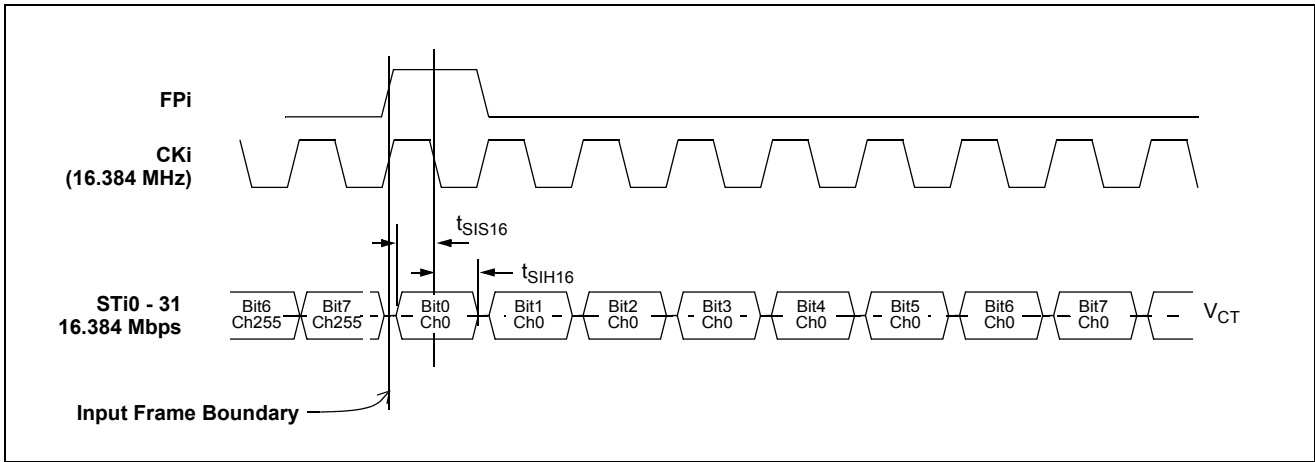 FPi
CKi
(16.384 MHz)
tSIS16
tSIH16
STi0 - 31
16.384 Mbps
Bit6 Bit7 Bit0 Bit1 Bit2 Bit3 Bit4 Bit5 Bit6 Bit7
Ch255 Ch255 Ch0 Ch0 Ch0 Ch0 Ch0 Ch0 Ch0 Ch0
VCT
Input Frame Boundary